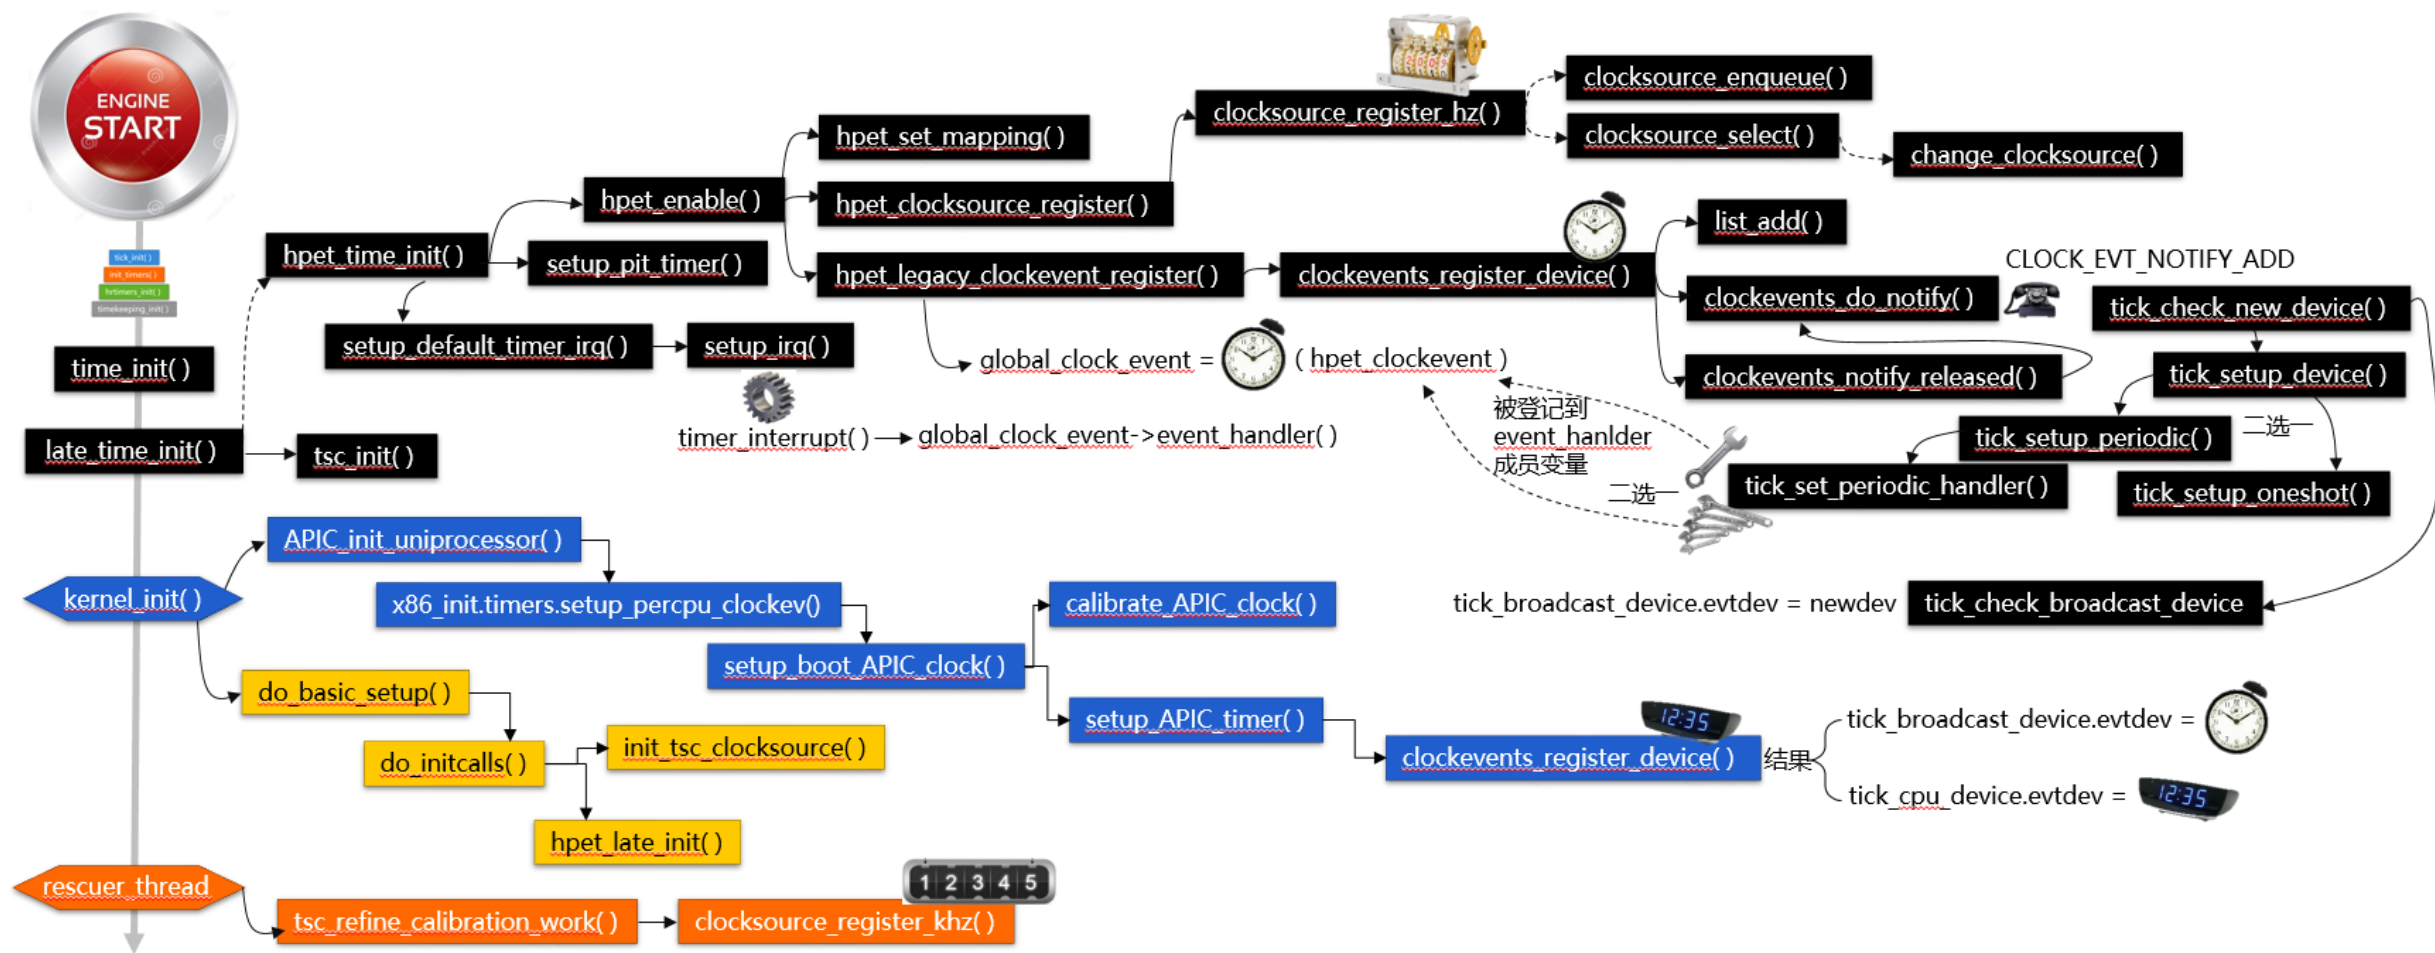 ENGINE
START
tick_init( )
init_timers( )
hrtimers_init( )
timekeeping_init( )
time_init( )
late_time_init( )
tsc_init( )
hpet_time_init( )
hpet_enable( )
setup_pit_timer( )
setup_default_timer_irq( )
setup_irq( )
hpet_set_mapping( )
hpet_clocksource_register( )
hpet_legacy_clockevent_register( )
clocksource_register_hz( )
clocksource_enqueue( )
clocksource_select( )
change_clocksource( )
clockevents_register_device( )
list_add( )
clockevents_do_notify( )
clockevents_notify_released( )
CLOCK_EVT_NOTIFY_ADD
tick_check_new_device( )
tick_setup_device( )
二选一
tick_setup_periodic( )
tick_set_periodic_handler( )
tick_setup_oneshot( )
global_clock_event =
( hpet_clockevent )
timer_interrupt( )
global_clock_event->event_handler( )
被登记到
event_hanlder
成员变量
二选一
tick_broadcast_device.evtdev = newdev
tick_check_broadcast_device
kernel_init( )
APIC_init_uniprocessor( )
x86_init.timers.setup_percpu_clockev()
setup_boot_APIC_clock( )
calibrate_APIC_clock( )
setup_APIC_timer( )
12:35
clockevents_register_device( )
结果
tick_broadcast_device.evtdev =
tick_cpu_device.evtdev =
12:35
do_basic_setup( )
do_initcalls( )
init_tsc_clocksource( )
hpet_late_init( )
rescuer_thread
tsc_refine_calibration_work( )
1 2 3 4 5
clocksource_register_khz( )